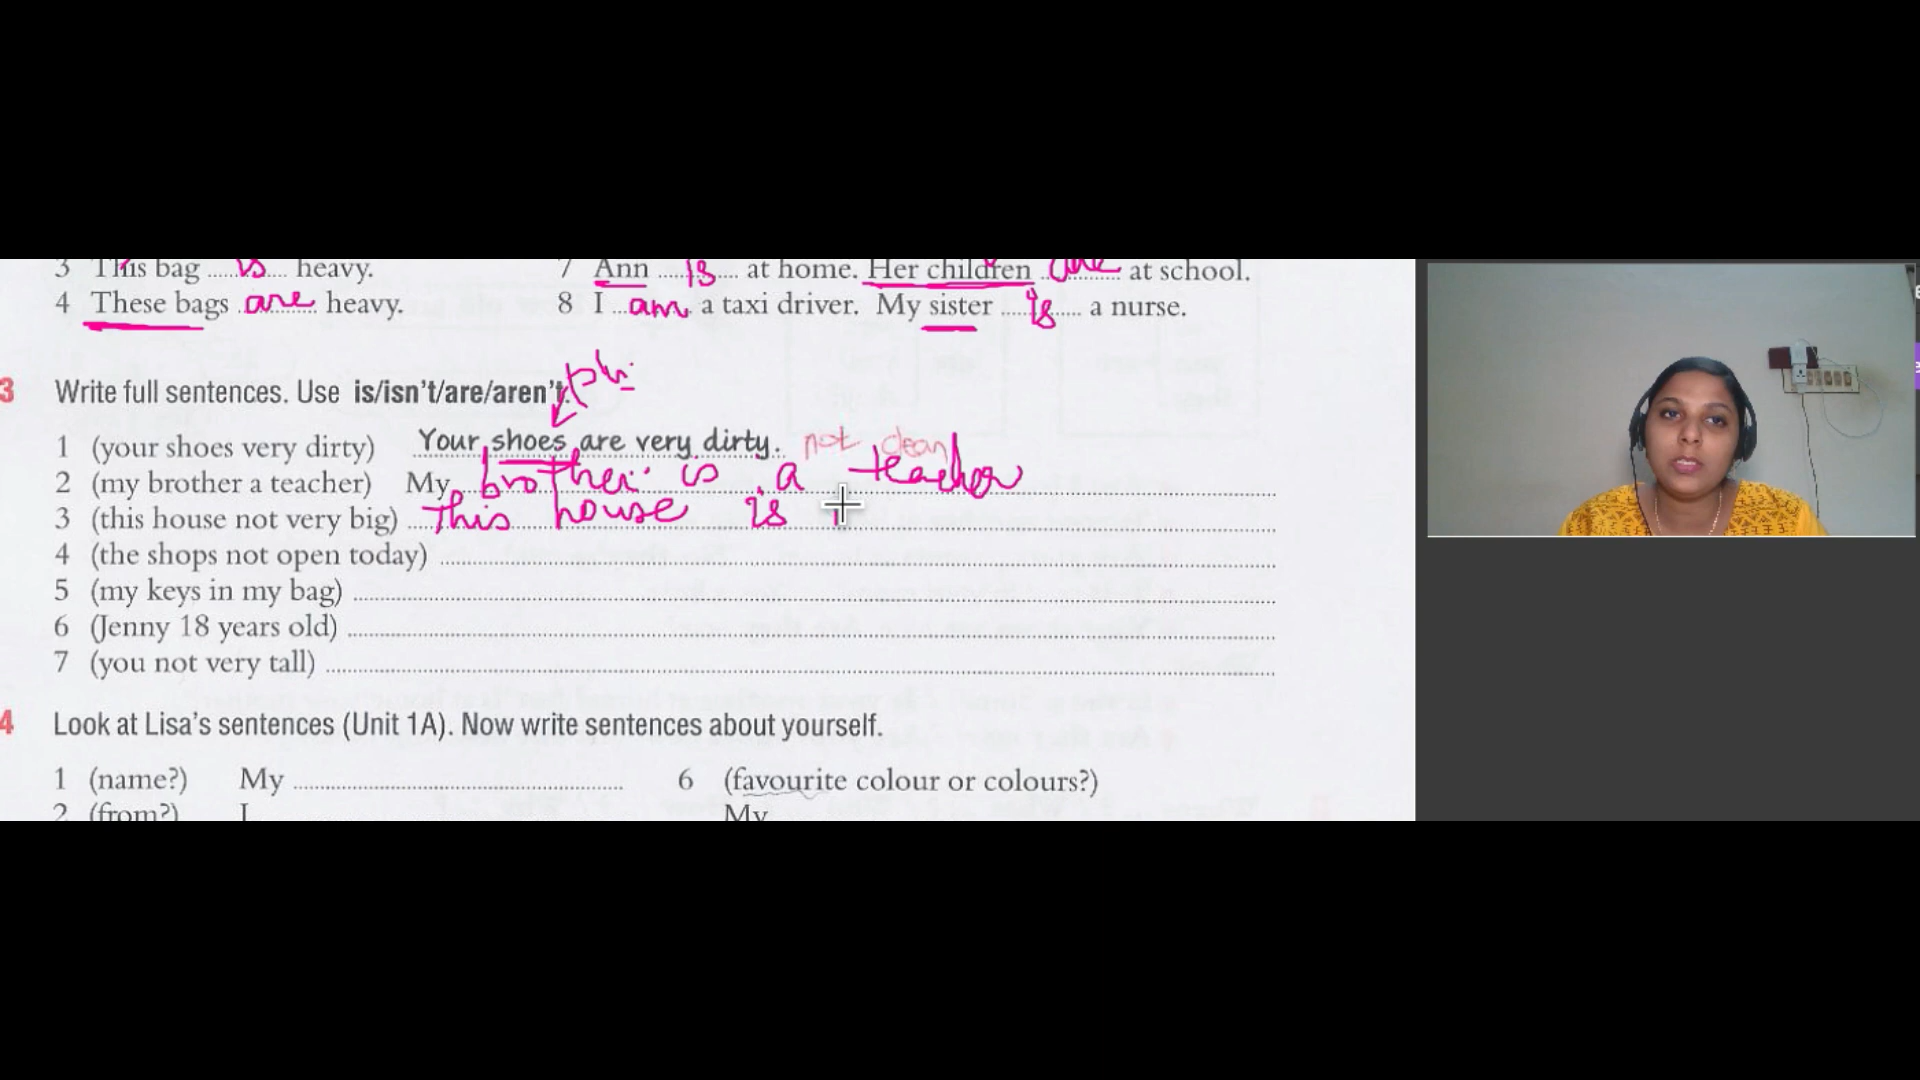 3 This bag is heavy.
7 Ann is at home. Her children are at school.
4 These bags are heavy.
8 I am a taxi driver. My sister is a nurse.
3 Write full sentences. Use is/isn't/are/aren't.
1 (your shoes very dirty) Your shoes are very dirty. not clean
2 (my brother a teacher) My brother is a teacher
3 (this house not very big) This house is
4 (the shops not open today)
5 (my keys in my bag)
6 (Jenny 18 years old)
7 (you not very tall)
4 Look at Lisa's sentences (Unit 1A). Now write sentences about yourself.
1 (name?) My
6 (favourite colour or colours?)
2 (from?) I
My